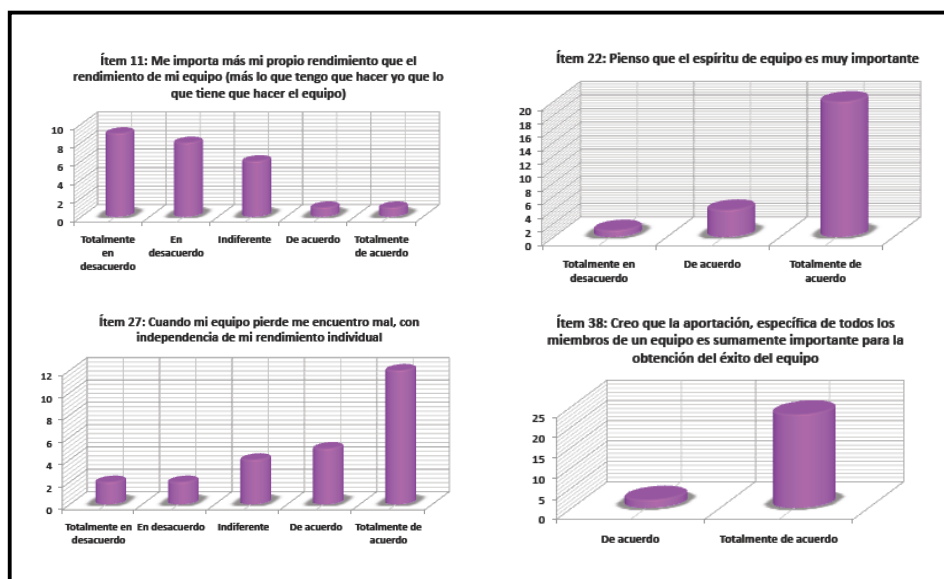 Ítem 11: Me importa más mi propio rendimiento que el
rendimiento de mi equipo (más lo que tengo que hacer yo que lo
que tiene que hacer el equipo)
10
8
6
4
2
0
Totalmente en desacuerdo
En desacuerdo
Indiferente
De acuerdo
Totalmente de acuerdo
Ítem 22: Pienso que el espíritu de equipo es muy importante
20
18
16
14
12
10
8
6
4
2
0
Totalmente en desacuerdo
De acuerdo
Totalmente de acuerdo
Ítem 27: Cuando mi equipo pierde me encuentro mal, con
independencia de mi rendimiento individual
12
10
8
6
4
2
0
Totalmente en desacuerdo
En desacuerdo
Indiferente
De acuerdo
Totalmente de acuerdo
Ítem 38: Creo que la aportación, específica de todos los
miembros de un equipo es sumamente importante para la
obtención del éxito del equipo
25
20
15
10
5
0
De acuerdo
Totalmente de acuerdo